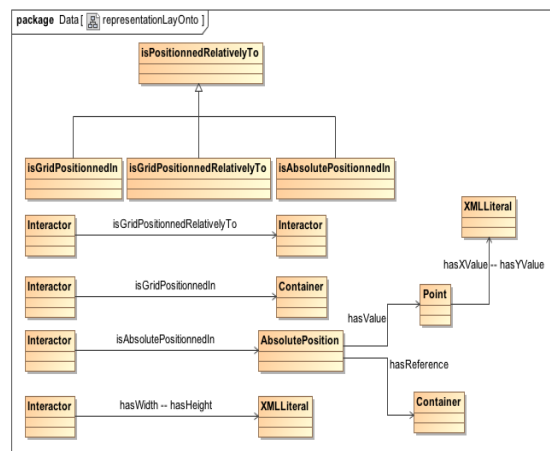 package Data [ representationLayOnto ]
isPositionnedRelativelyTo
isGridPositionnedIn
isGridPositionnedRelativelyTo
isAbsolutePositionnedIn
XMLLiteral
Interactor
isGridPositionnedRelativelyTo
Interactor
hasXValue -- hasYValue
Interactor
isGridPositionnedIn
Container
Point
hasValue
Interactor
isAbsolutePositionnedIn
AbsolutePosition
hasReference
Interactor
hasWidth -- hasHeight
XMLLiteral
Container